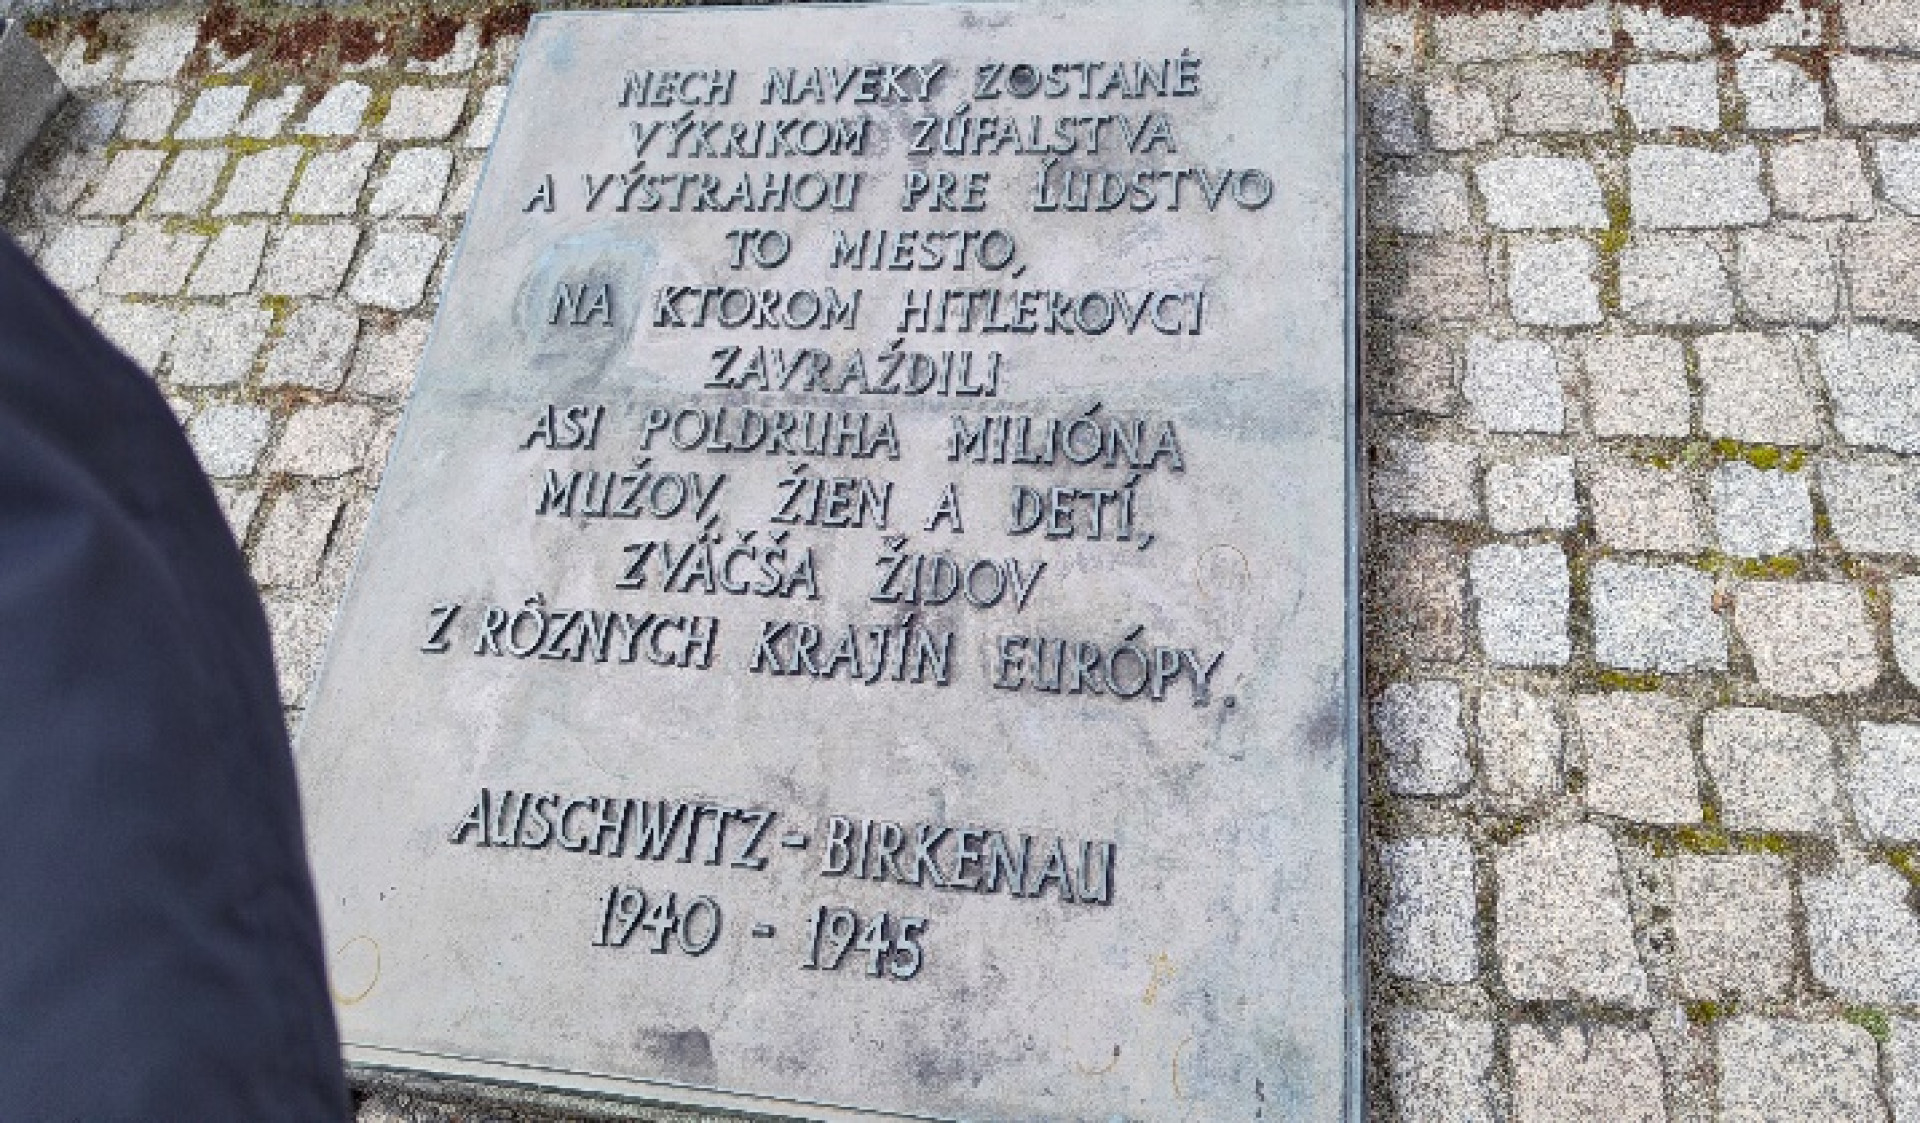 NECH NAVEKY ZOSTANE
VÝKRIKOM ZÚFALSTVA
A VÝSTRAHOU PRE ĽUDSTVO
TO MIESTO,
NA KTOROM HITLEROVCI
ZAVRAŽDILI
ASI POLDRUHA MILIÓNA
MUŽOV, ŽIEN A DETÍ,
ZVÄČŠA ŽIDOV
Z RÔZNYCH KRAJÍN EURÓPY.
AUSCHWITZ - BIRKENAU
1940 - 1945